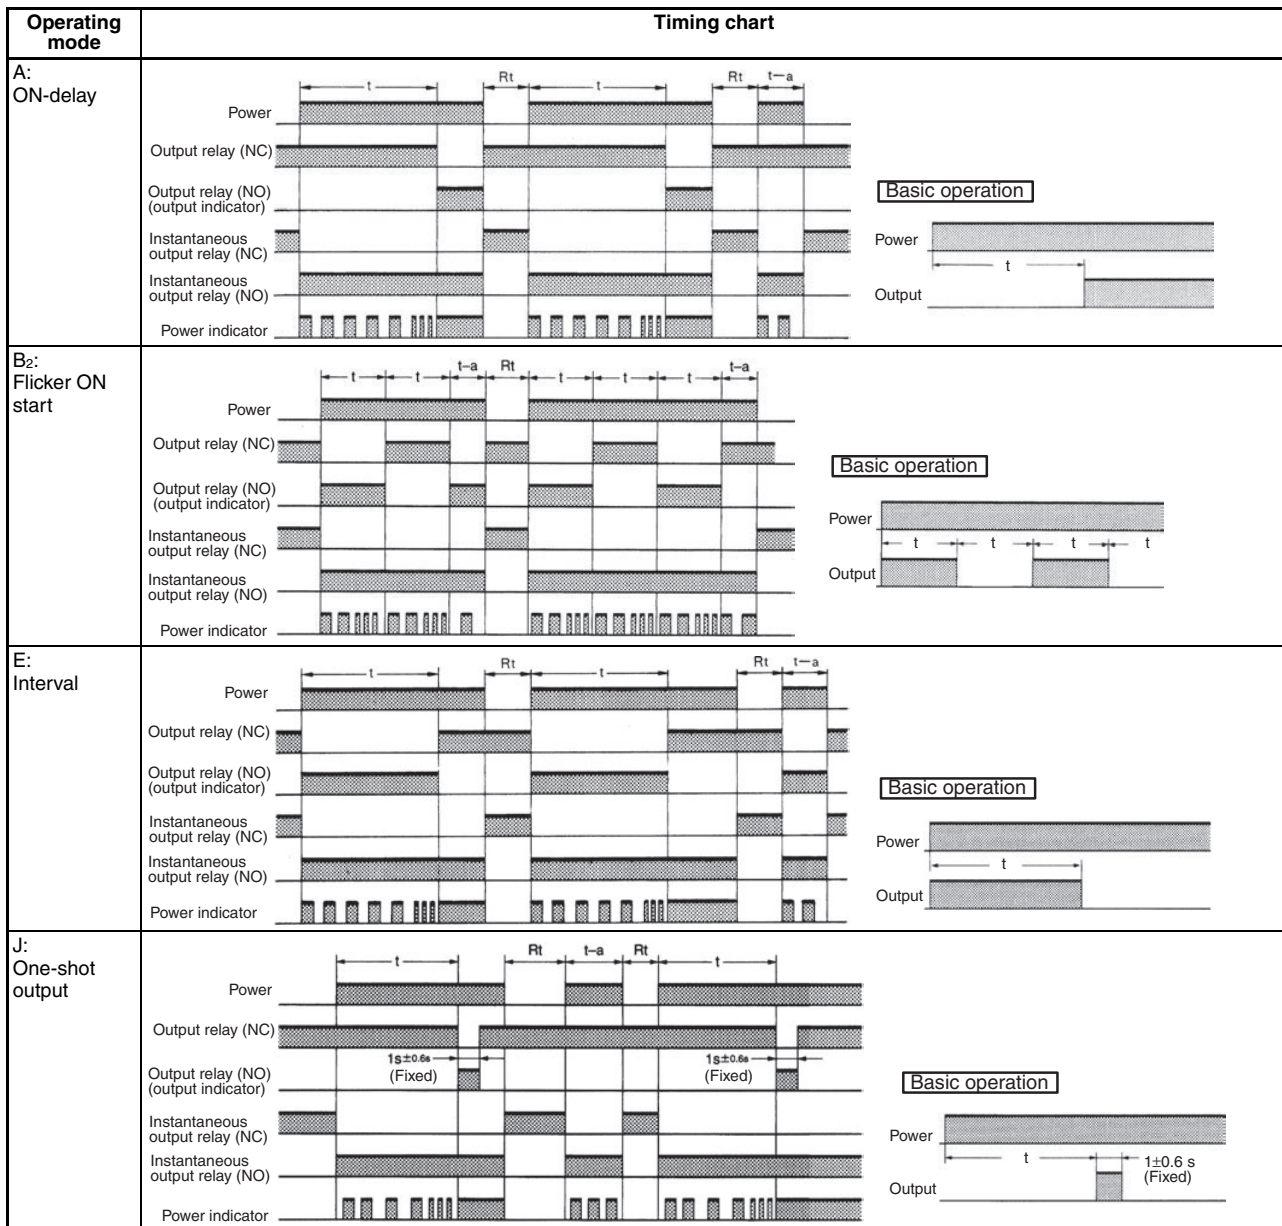 Operating
mode
Timing chart
A:
ON-delay
t
Rt
t
Rt
t—a
Power
Output relay (NC)
Output relay (NO)
(output indicator)
Instantaneous
output relay (NC)
Instantaneous
output relay (NO)
Power indicator
Basic operation
Power
t
Output
B2:
Flicker ON
start
t
t
t–a
Rt
t
t
t
t–a
Power
Output relay (NC)
Output relay (NO)
(output indicator)
Instantaneous
output relay (NC)
Instantaneous
output relay (NO)
Power indicator
Basic operation
Power
t
t
t
t
Output
E:
Interval
t
Rt
t
Rt
t—a
Power
Output relay (NC)
Output relay (NO)
(output indicator)
Instantaneous
output relay (NC)
Instantaneous
output relay (NO)
Power indicator
Basic operation
Power
t
Output
J:
One-shot
output
t
Rt
t–a
Rt
t
Power
Output relay (NC)
1s±0.6s
(Fixed)
1s±0.6s
(Fixed)
Output relay (NO)
(output indicator)
Instantaneous
output relay (NC)
Instantaneous
output relay (NO)
Power indicator
Basic operation
Power
t
1±0.6 s
(Fixed)
Output